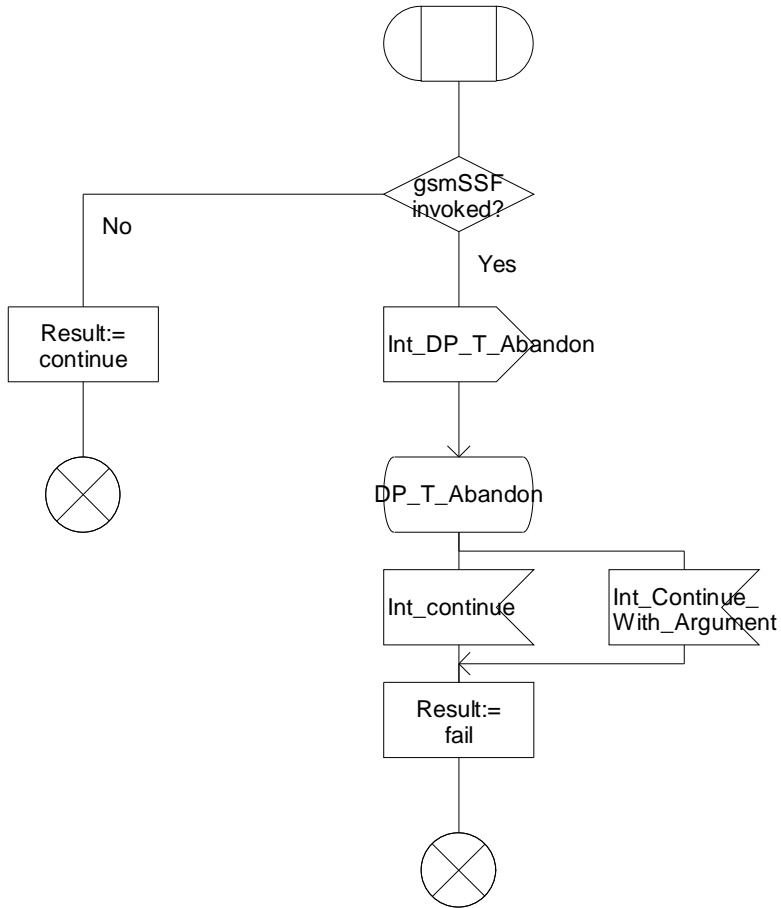 gsmSSF
invoked?
No
Yes
Result:=
continue
Int_DP_T_Abandon
DP_T_Abandon
Int_continue
Int_Continue_
With_Argument
Result:=
fail